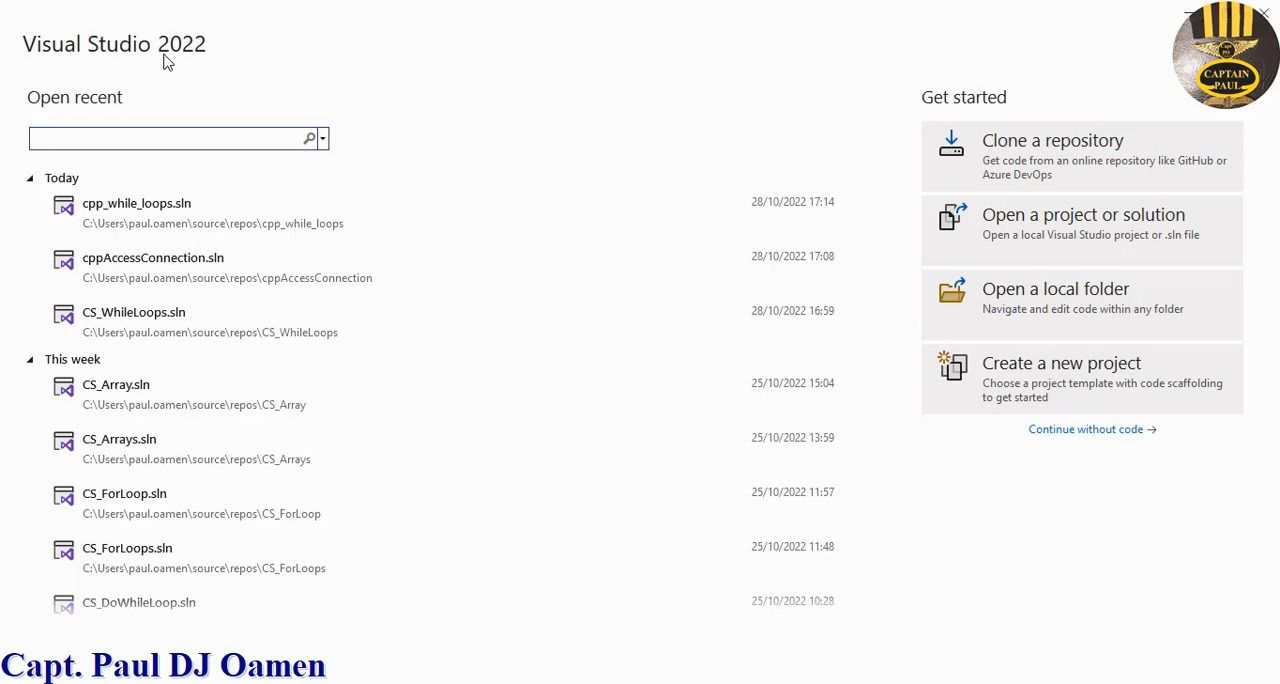 Visual Studio 2022
Open recent
Today
cpp_while_loops.sln
28/10/2022 17:14
C:\Users\paul.oamen\source\repos\cpp_while_loops
cppAccessConnection.sln
28/10/2022 17:08
C:\Users\paul.oamen\source\repos\cppAccessConnection
CS_WhileLoops.sln
28/10/2022 16:59
C:\Users\paul.oamen\source\repos\CS_WhileLoops
This week
CS_Array.sln
25/10/2022 15:04
C:\Users\paul.oamen\source\repos\CS_Array
CS_Arrays.sln
25/10/2022 13:59
C:\Users\paul.oamen\source\repos\CS_Arrays
CS_ForLoop.sln
25/10/2022 11:57
C:\Users\paul.oamen\source\repos\CS_ForLoop
CS_ForLoops.sln
25/10/2022 11:48
C:\Users\paul.oamen\source\repos\CS_ForLoops
CS_DoWhileLoop.sln
25/10/2022 10:28
Get started
Clone a repository
Get code from an online repository like GitHub or
Azure DevOps
Open a project or solution
Open a local Visual Studio project or .sln file
Open a local folder
Navigate and edit code within any folder
Create a new project
Choose a project template with code scaffolding
to get started
Continue without code →
Capt.
PO
CAPTAIN
PAUL
Capt. Paul DJ Oamen